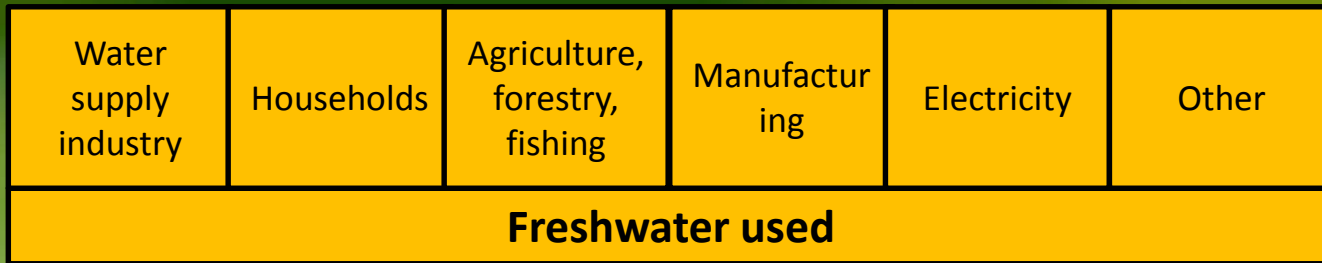 Water
supply
industry
Households
Agriculture,
forestry,
fishing
Manufactur
ing
Electricity
Other
Freshwater used